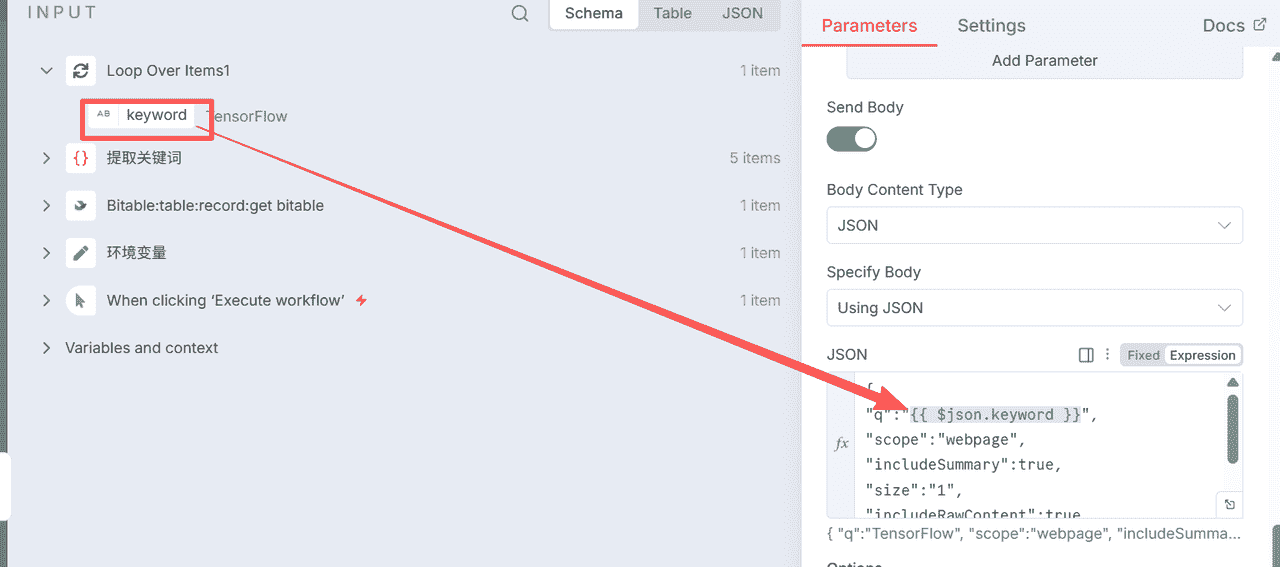 INPUT
Schema Table JSON
Loop Over Items1 1 item
AB keyword TensorFlow
提取关键词 5 items
Bitable:table:record:get bitable 1 item
环境变量 1 item
When clicking ‘Execute workflow’ 1 item
Variables and context
Parameters Settings Docs
Add Parameter
Send Body
Body Content Type
JSON
Specify Body
Using JSON
JSON Fixed Expression
fx
{
"q":"{{ $json.keyword }}",
"scope":"webpage",
"includeSummary":true,
"size":"1",
"includeRawContent":true
{ "q":"TensorFlow", "scope":"webpage", "includeSumma...
Options